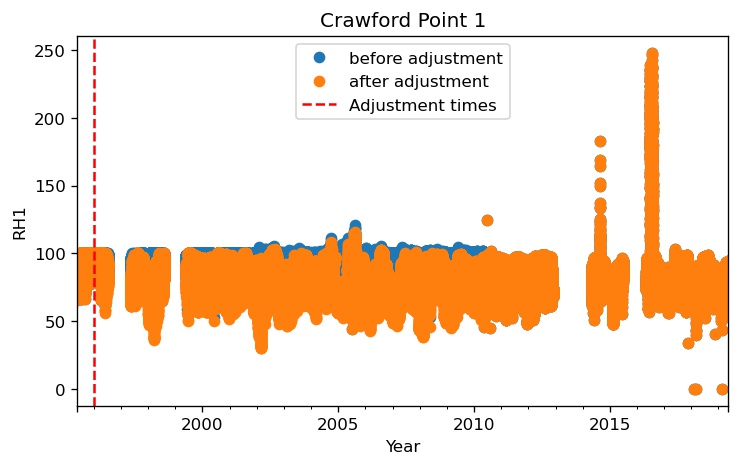 Crawford Point 1
before adjustment
after adjustment
Adjustment times
RH1
250
200
150
100
50
0
2000 2005 2010 2015
Year